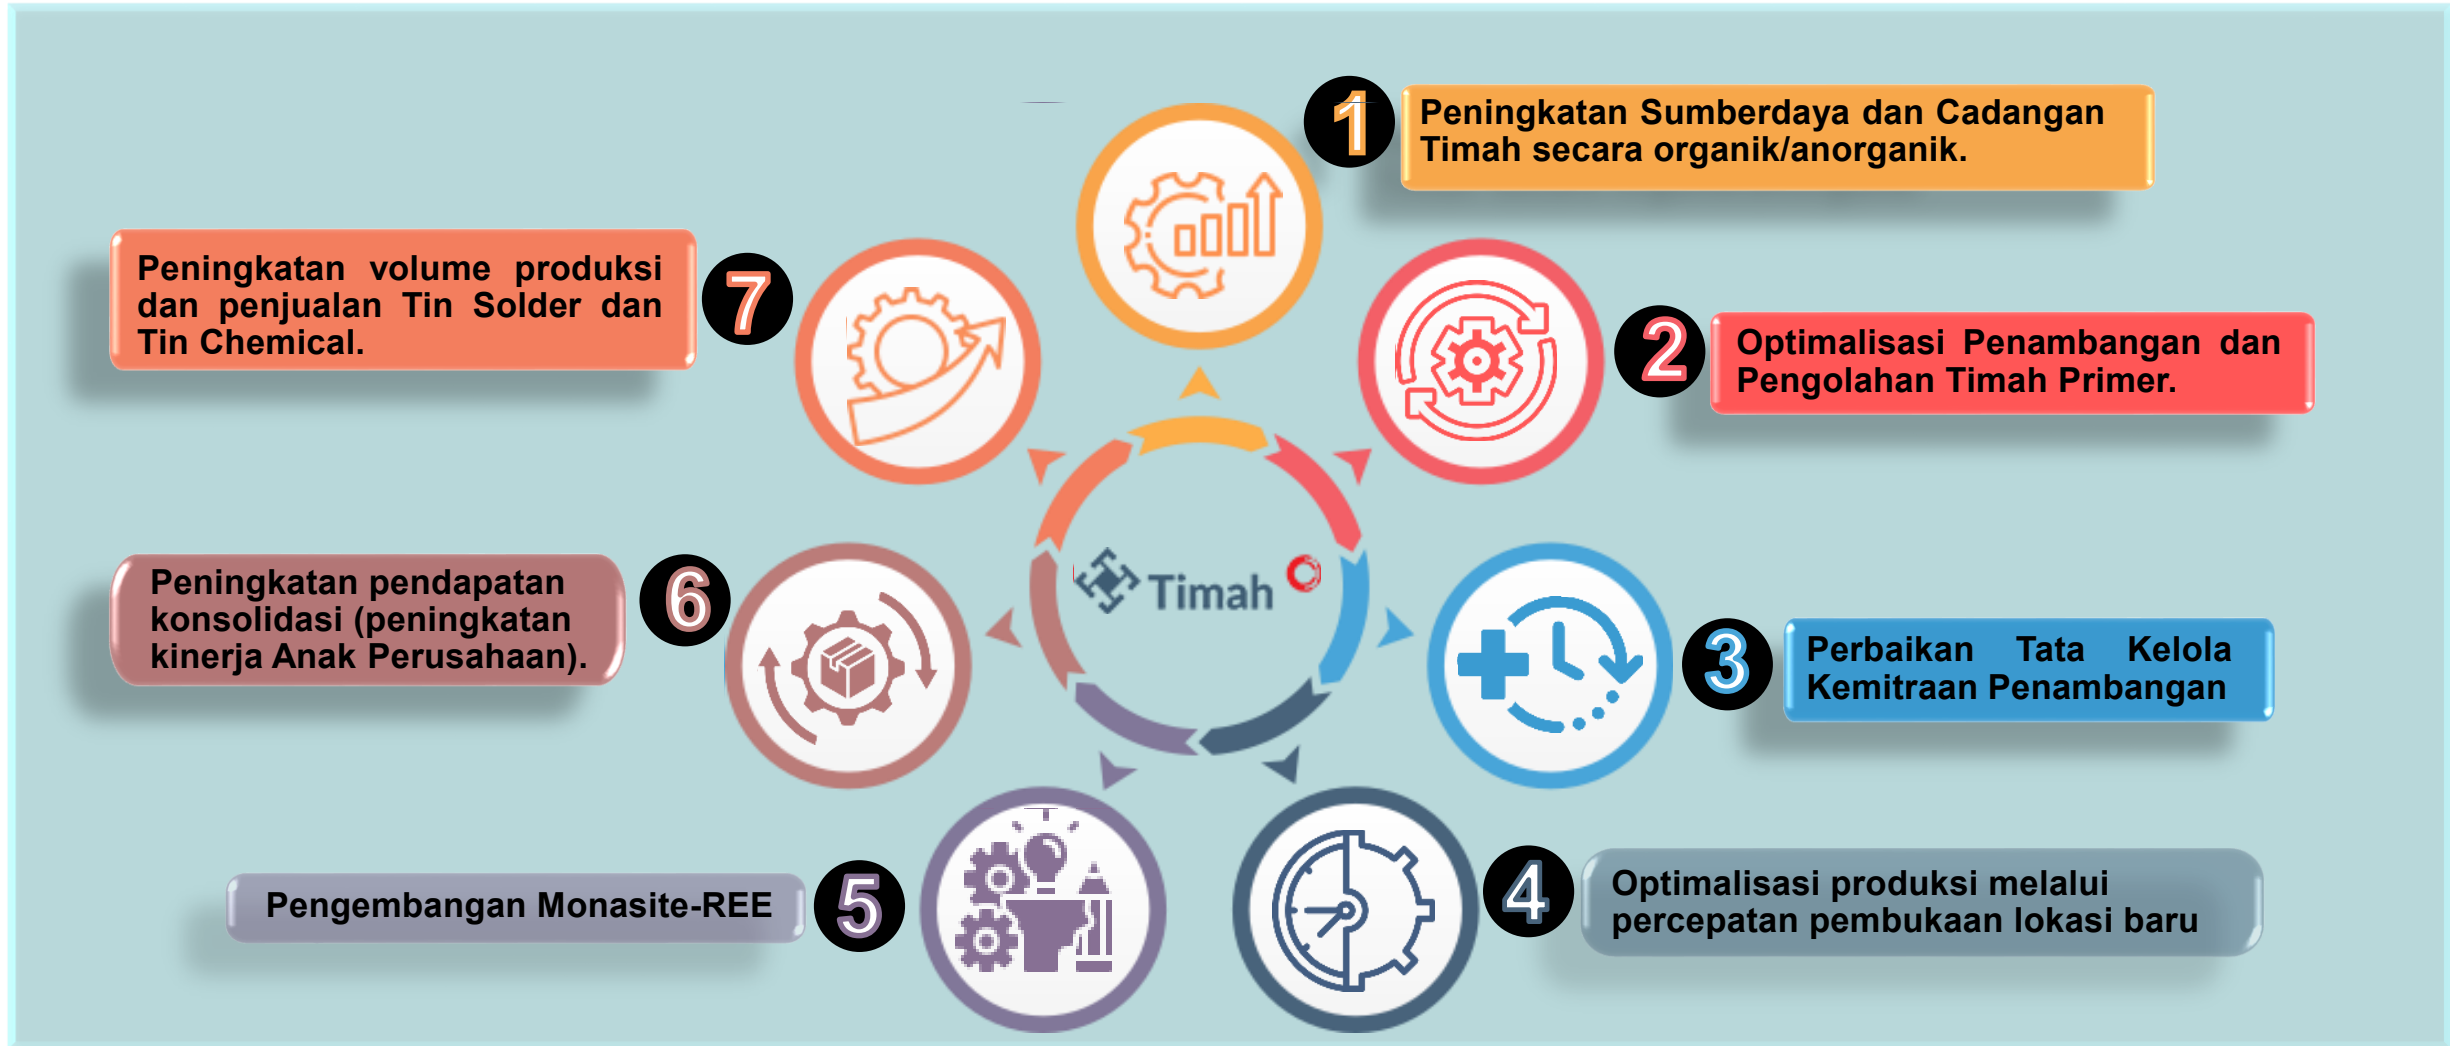 1
Peningkatan Sumberdaya dan Cadangan
Timah secara organik/anorganik.
2
Optimalisasi Penambangan dan
Pengolahan Timah Primer.
3
Perbaikan Tata Kelola
Kemitraan Penambangan
4
Optimalisasi produksi melalui
percepatan pembukaan lokasi baru
5
Pengembangan Monasite-REE
6
Peningkatan pendapatan
konsolidasi (peningkatan
kinerja Anak Perusahaan).
7
Peningkatan volume produksi
dan penjualan Tin Solder dan
Tin Chemical.
Timah